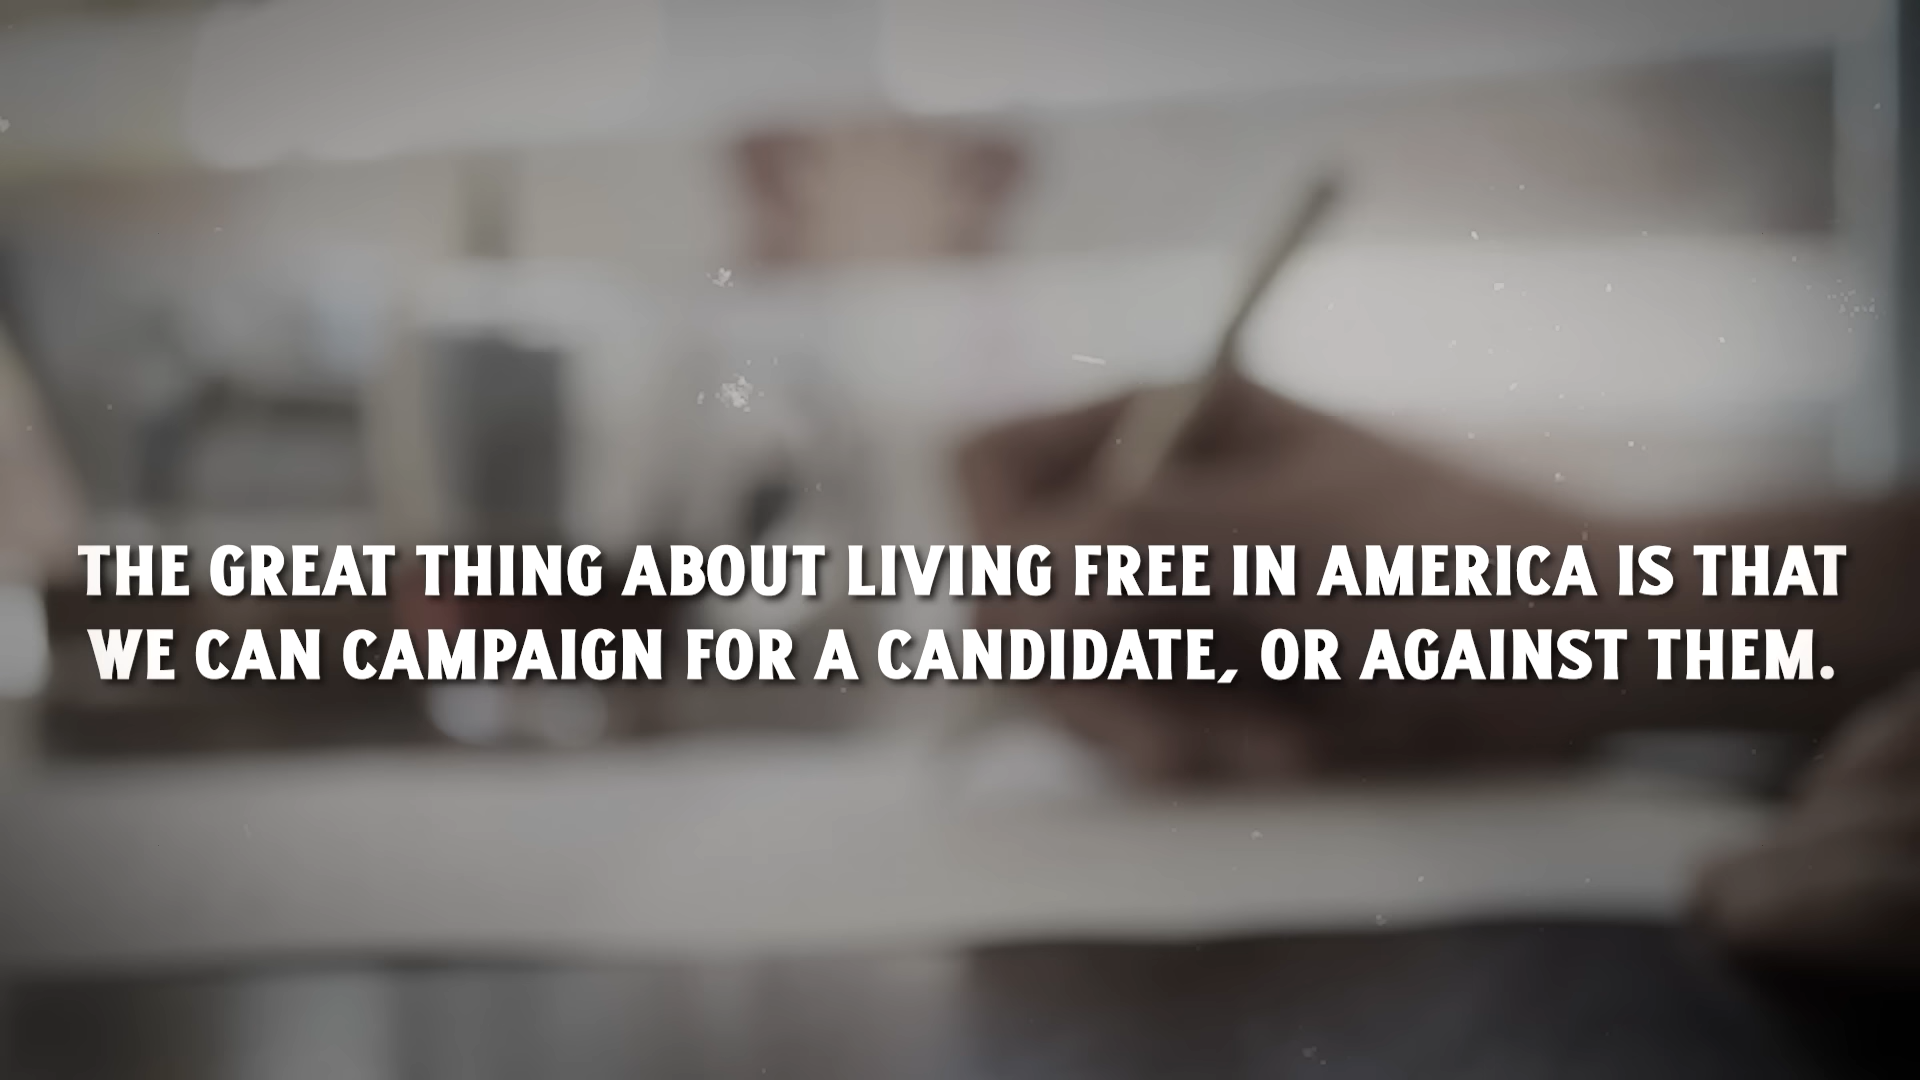 THE GREAT THING ABOUT LIVING FREE IN AMERICA IS THAT
WE CAN CAMPAIGN FOR A CANDIDATE, OR AGAINST THEM.